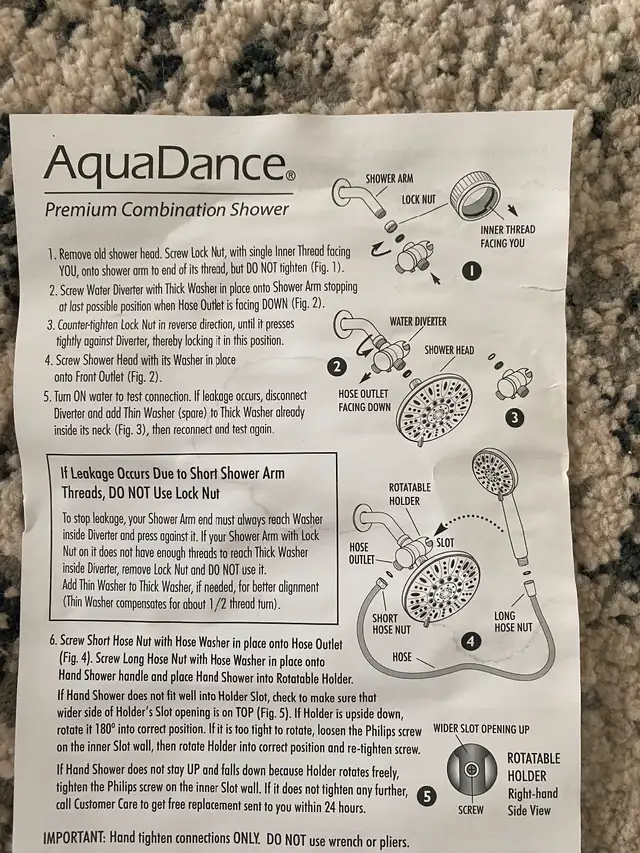 AquaDance®
Premium Combination Shower
1. Remove old shower head. Screw Lock Nut, with single Inner Thread facing
YOU, onto shower arm to end of its thread, but DO NOT tighten (Fig. 1).
2. Screw Water Diverter with Thick Washer in place onto Shower Arm stopping
at last possible position when Hose Outlet is facing DOWN (Fig. 2).
3. Counter-tighten Lock Nut in reverse direction, until it presses
tightly against Diverter, thereby locking it in this position.
4. Screw Shower Head with its Washer in place
onto Front Outlet (Fig. 2).
5. Turn ON water to test connection. If leakage occurs, disconnect
Diverter and add Thin Washer (spare) to Thick Washer already
inside its neck (Fig. 3), then reconnect and test again.
SHOWER ARM
LOCK NUT
INNER THREAD
FACING YOU
1
WATER DIVERTER
SHOWER HEAD
2
HOSE OUTLET
FACING DOWN
3
If Leakage Occurs Due to Short Shower Arm
Threads, DO NOT Use Lock Nut
To stop leakage, your Shower Arm end must always reach Washer
inside Diverter and press against it. If your Shower Arm with Lock
Nut on it does not have enough threads to reach Thick Washer
inside Diverter, remove Lock Nut and DO NOT use it.
Add Thin Washer to Thick Washer, if needed, for better alignment
(Thin Washer compensates for about 1/2 thread turn).
ROTATABLE
HOLDER
SLOT
HOSE
OUTLET
SHORT
HOSE NUT
LONG
HOSE NUT
4
HOSE
6. Screw Short Hose Nut with Hose Washer in place onto Hose Outlet
(Fig. 4). Screw Long Hose Nut with Hose Washer in place onto
Hand Shower handle and place Hand Shower into Rotatable Holder.
If Hand Shower does not fit well into Holder Slot, check to make sure that
wider side of Holder's Slot opening is on TOP (Fig. 5). If Holder is upside down,
rotate it 180º into correct position. If it is too tight to rotate, loosen the Philips screw
on the inner Slot wall, then rotate Holder into correct position and re-tighten screw.
If Hand Shower does not stay UP and falls down because Holder rotates freely,
tighten the Philips screw on the inner Slot wall. If it does not tighten any further,
call Customer Care to get free replacement sent to you within 24 hours.
WIDER SLOT OPENING UP
ROTATABLE
HOLDER
Right-hand
Side View
5
SCREW
IMPORTANT: Hand tighten connections ONLY. DO NOT use wrench or pliers.